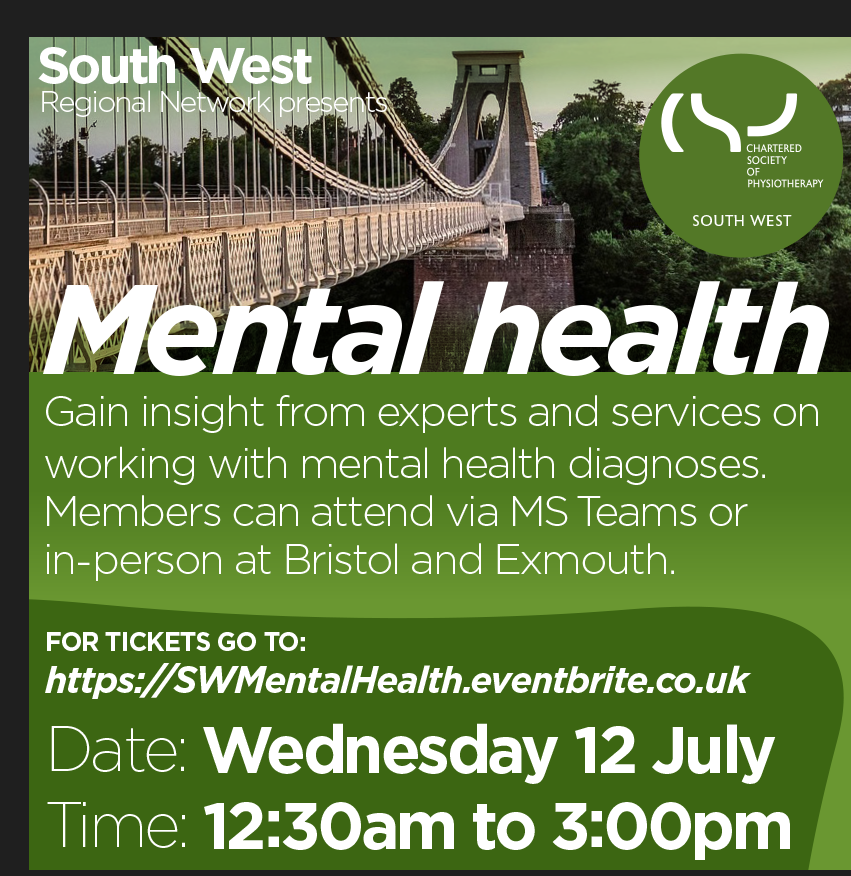 South West
Regional Network presents
CHARTERED
SOCIETY
OF
PHYSIOTHERAPY
SOUTH WEST
Mental health
Gain insight from experts and services on
working with mental health diagnoses.
Members can attend via MS Teams or
in-person at Bristol and Exmouth.
FOR TICKETS GO TO:
https://SWMentalHealth.eventbrite.co.uk
Date: Wednesday 12 July
Time: 12:30am to 3:00pm